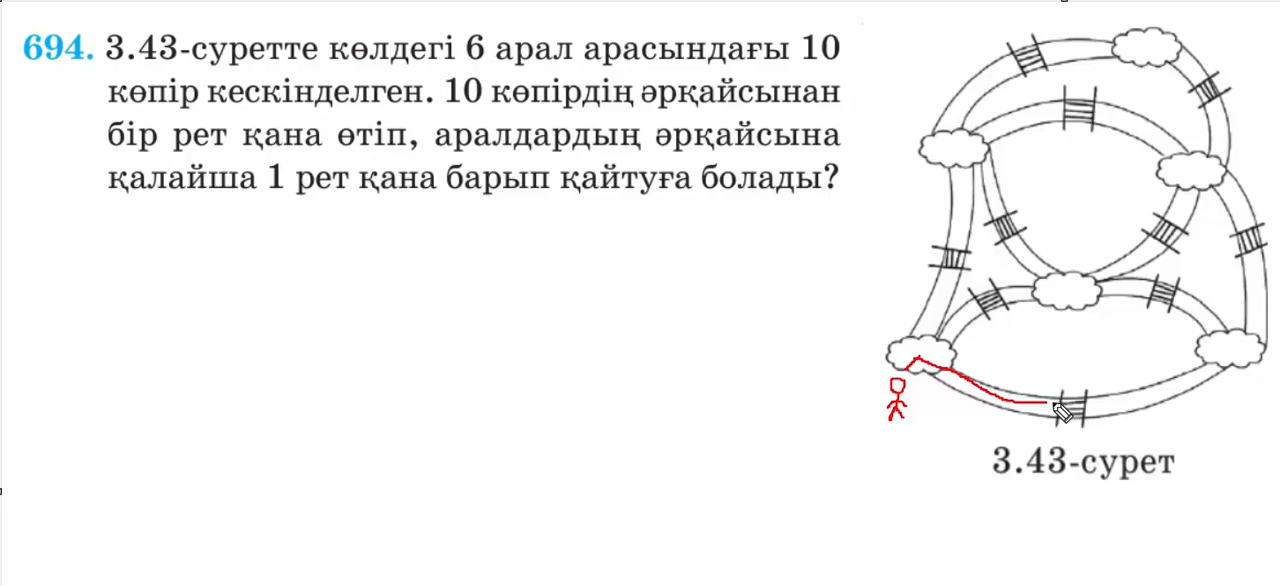 694. 3.43-суретте көлдегі 6 арал арасындағы 10
көпір кескінделген. 10 көпірдің әрқайсынан
бір рет қана өтіп, аралдардың әрқайсына
қалайша 1 рет қана барып қайтуға болады?
3.43-сурет